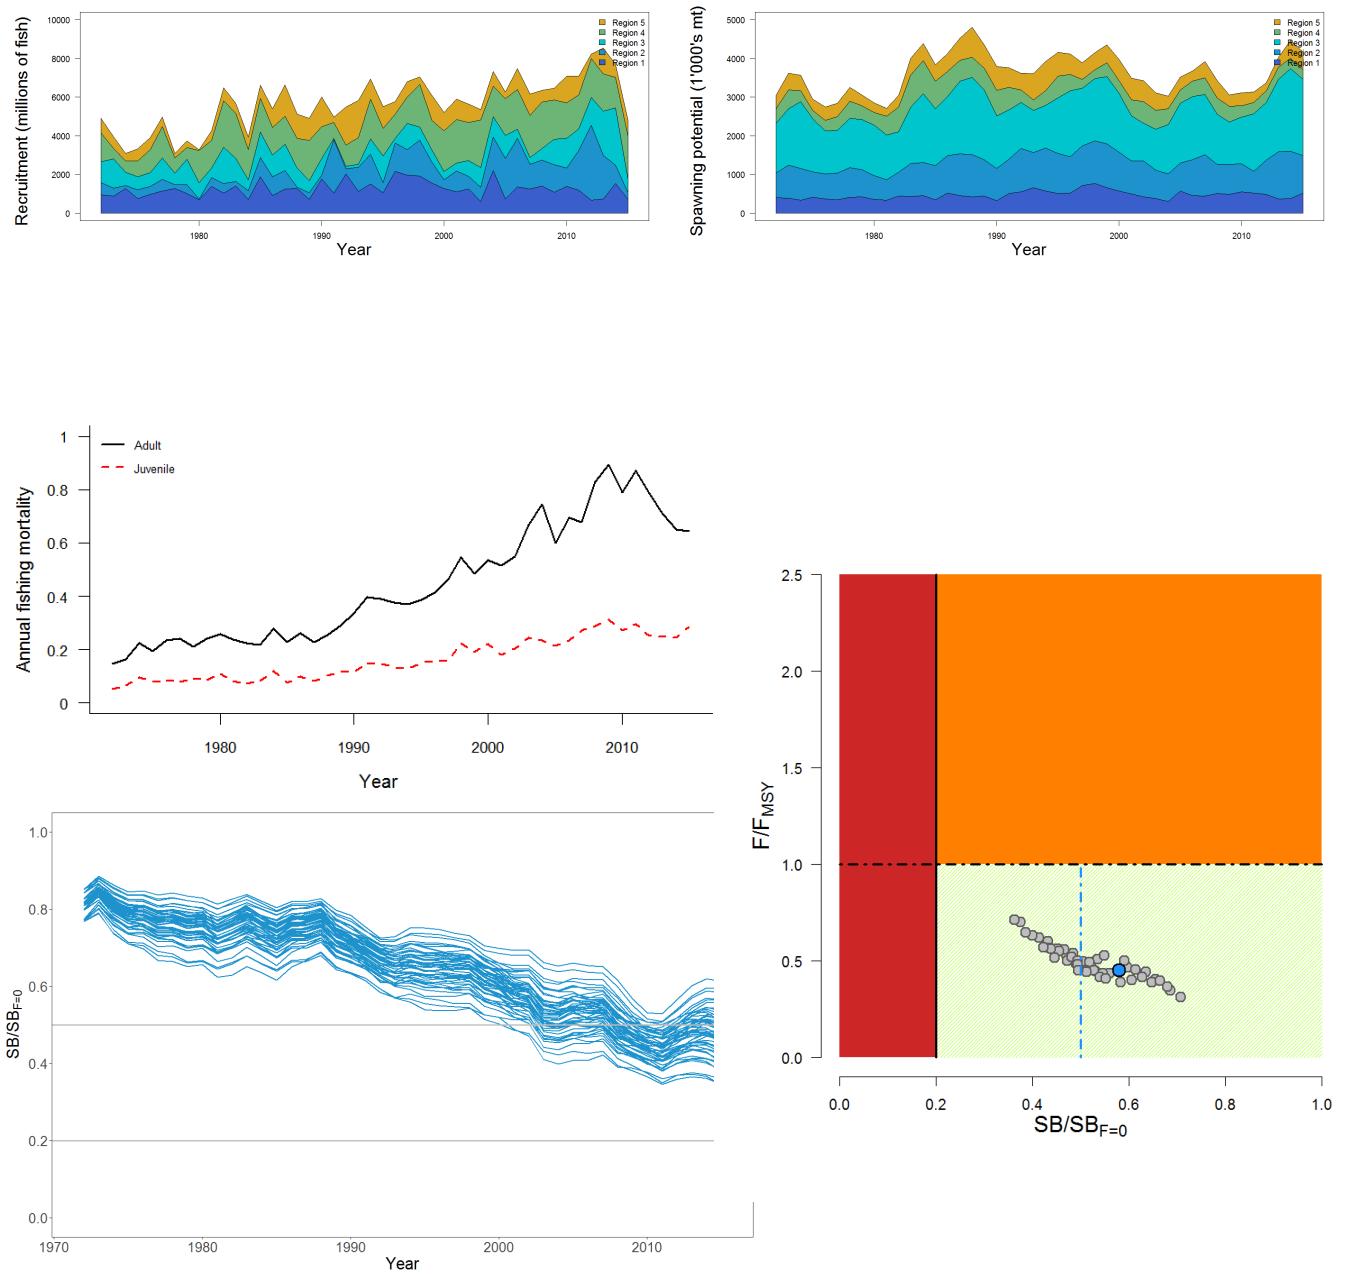 Recruitment (millions of fish)
10000
8000
6000
4000
2000
0
Region 5
Region 4
Region 3
Region 2
Region 1
1980
1990
2000
2010
Year
Spawning potential (1'000's mt)
5000
4000
3000
2000
1000
0
Region 5
Region 4
Region 3
Region 2
Region 1
1980
1990
2000
2010
Year
Annual fishing mortality
1
0.8
0.6
0.4
0.2
0
Adult
Juvenile
1980
1990
2000
2010
Year
SB/SBF=0
1.0
0.8
0.6
0.4
0.2
0.0
1970
1980
1990
2000
2010
Year
F/FMSY
2.5
2.0
1.5
1.0
0.5
0.0
0.0
0.2
0.4
0.6
0.8
1.0
SB/SBF=0